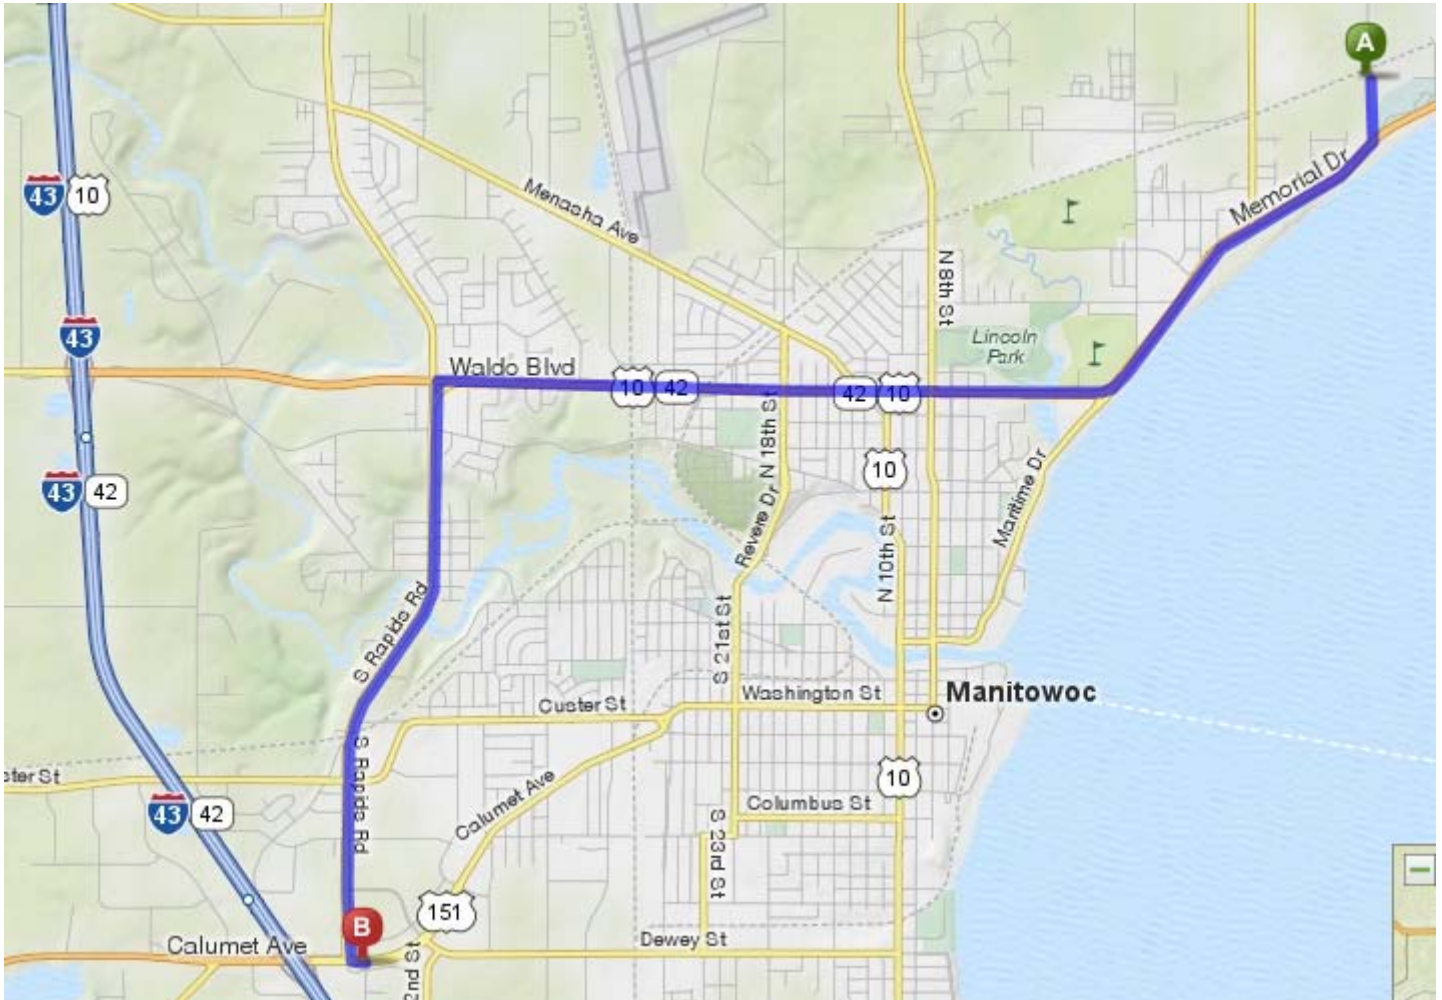 A
43
10
Menasha Ave
Memorial Dr
N 8th St
43
Lincoln
Park
Waldo Blvd
10
42
42
10
N 18th St
10
43
42
Maritime Dr
Revere Dr
N 10th St
S Rapids Rd
S 21st St
Washington St
Manitowoc
Custer St
S Rapids Rd
ster St
10
Calumet Ave
Columbus St
43
42
S 23rd St
151
B
Calumet Ave
Dewey St
2nd St